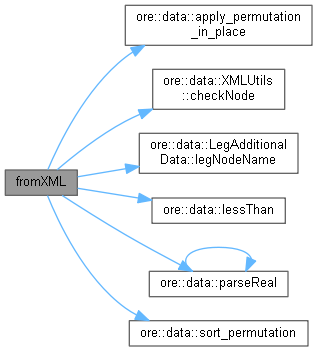 ore::data::apply_permutation
_in_place
ore::data::XMLUtils
::checkNode
ore::data::LegAdditional
Data::legNodeName
fromXML
ore::data::lessThan
ore::data::parseReal
ore::data::sort_permutation